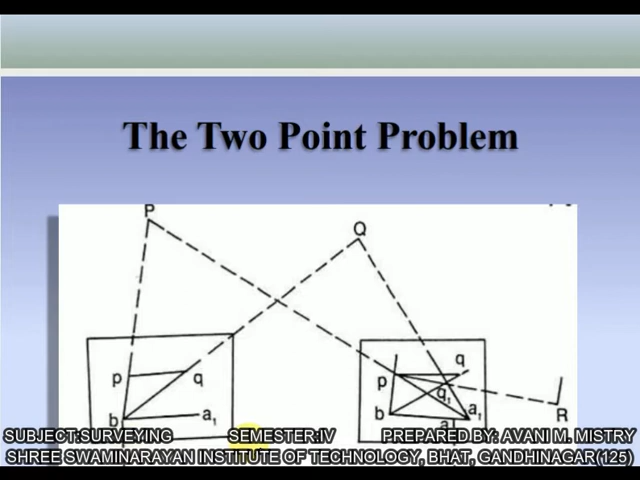 The Two Point Problem
P
Q
p
q
b
a₁
p
q
q₁
b
a₁
R
SUBJECT:SURVEYING SEMESTER:IV PREPARED BY: AVANI M. MISTRY
SHREE SWAMINARAYAN INSTITUTE OF TECHNOLOGY, BHAT, GANDHINAGAR(125)